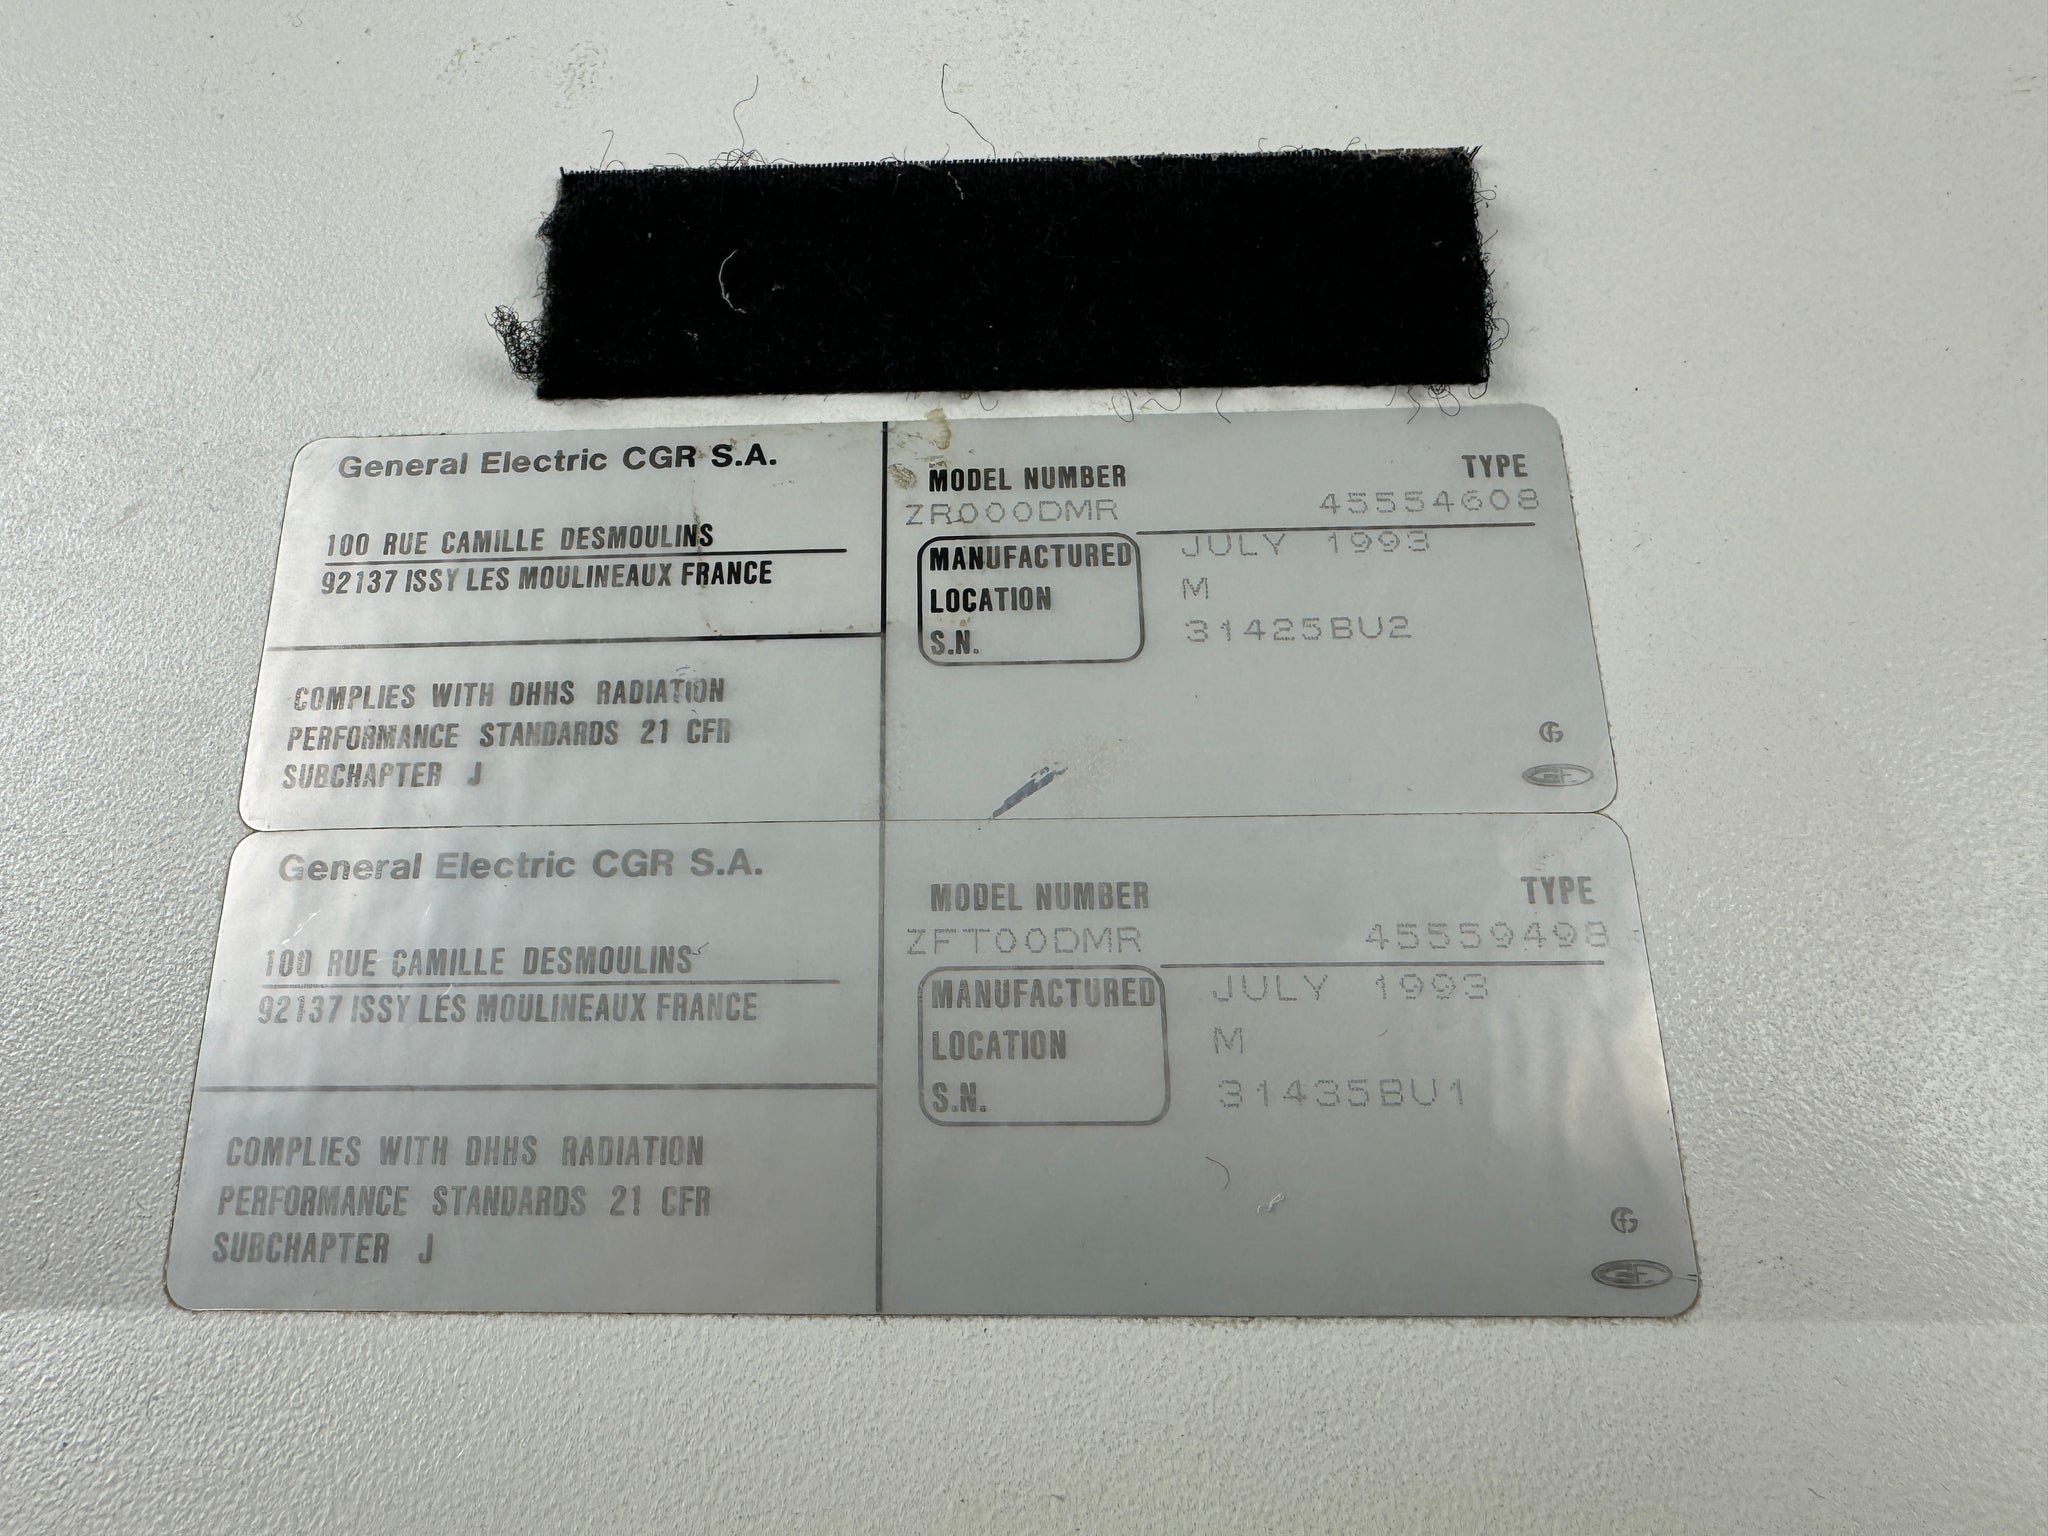 General Electric CGR S.A.
100 RUE CAMILLE DESMOULINS
92137 ISSY LES MOULINEAUX FRANCE
COMPLIES WITH DHHS RADIATION
PERFORMANCE STANDARDS 21 CFR
SUBCHAPTER J
MODEL NUMBER TYPE
ZR000DMR 45554608
MANUFACTURED JULY 1993
LOCATION M
S.N. 31425BU2
GE
General Electric CGR S.A.
100 RUE CAMILLE DESMOULINS
92137 ISSY LES MOULINEAUX FRANCE
COMPLIES WITH DHHS RADIATION
PERFORMANCE STANDARDS 21 CFR
SUBCHAPTER J
MODEL NUMBER TYPE
ZFT00DMR 45559498
MANUFACTURED JULY 1993
LOCATION M
S.N. 31435BU1
GE